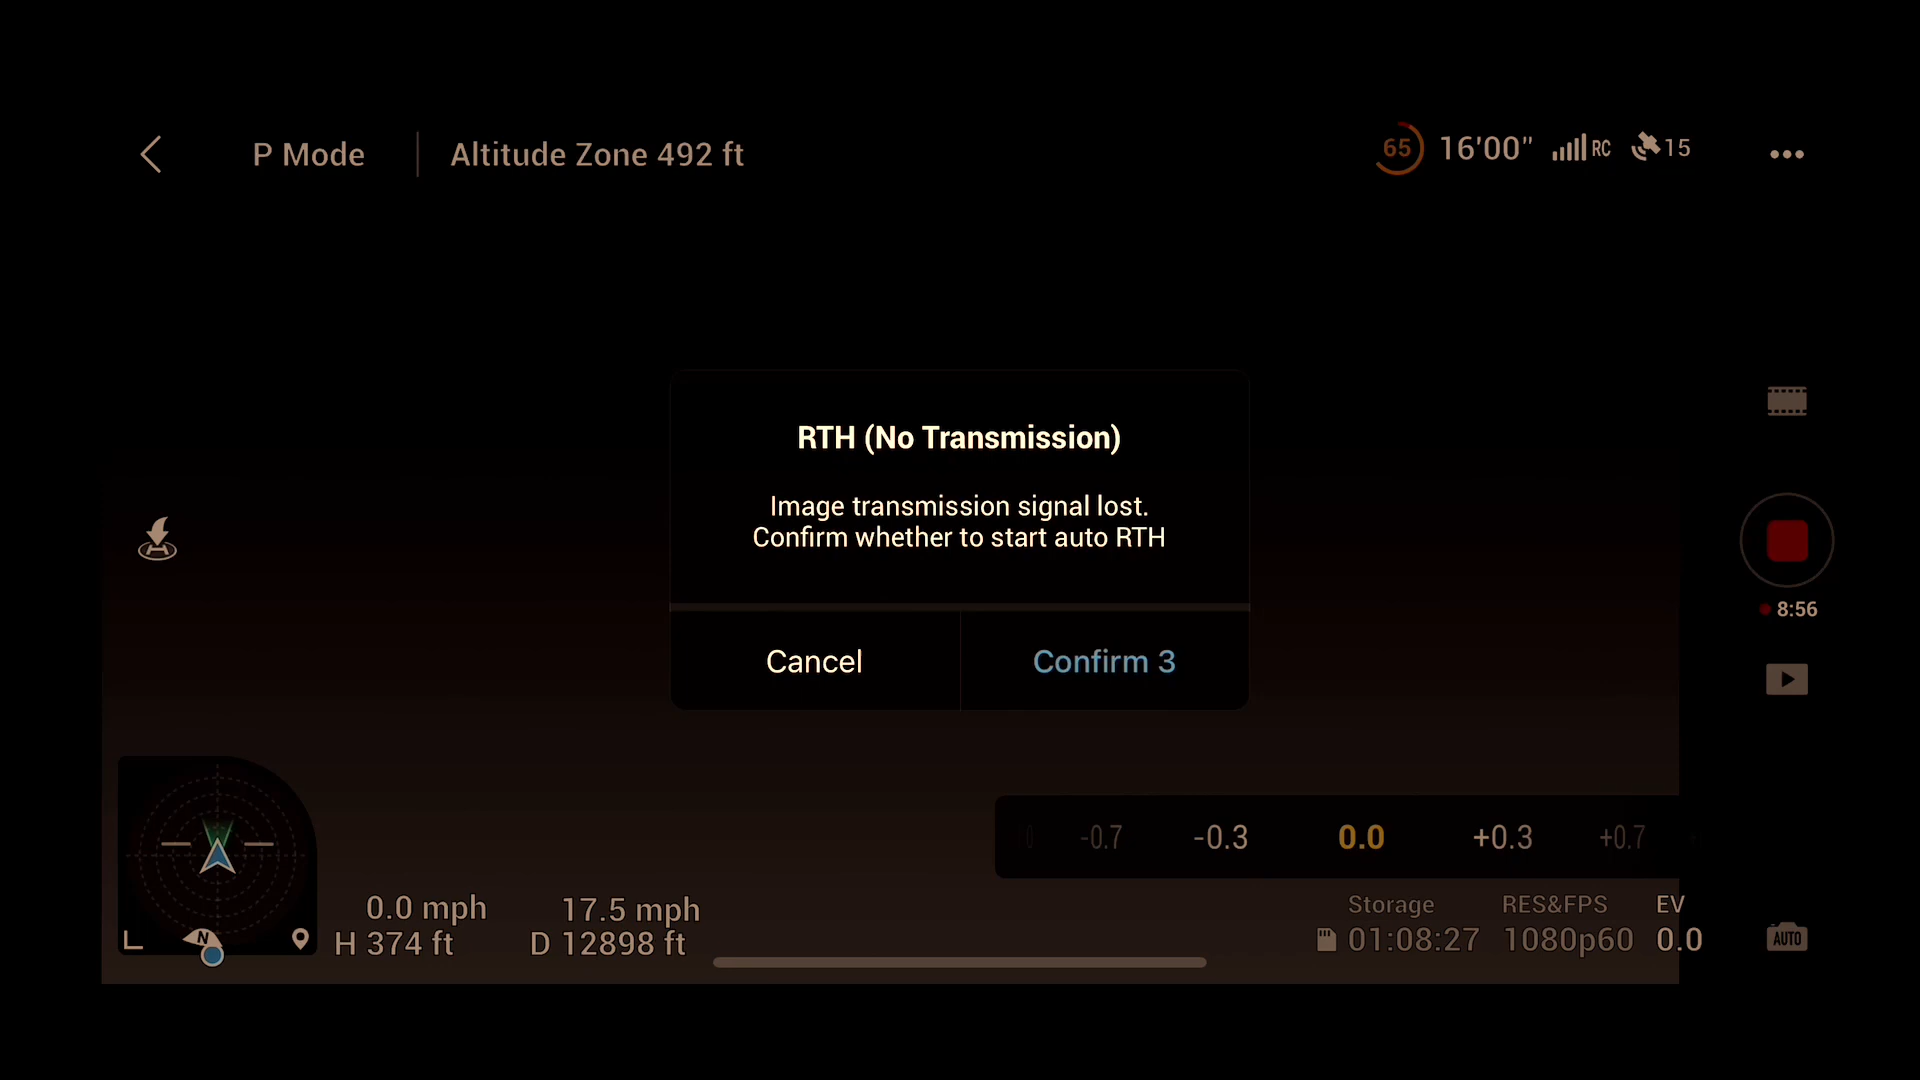 P Mode
Altitude Zone 492 ft
65
16'00"
RC
15
RTH (No Transmission)
Image transmission signal lost.
Confirm whether to start auto RTH
Cancel
Confirm 3
8:56
-0.7
-0.3
0.0
+0.3
+0.7
N
0.0 mph
17.5 mph
H 374 ft
D 12898 ft
Storage
RES&FPS
EV
01:08:27
1080p60
0.0
AUTO